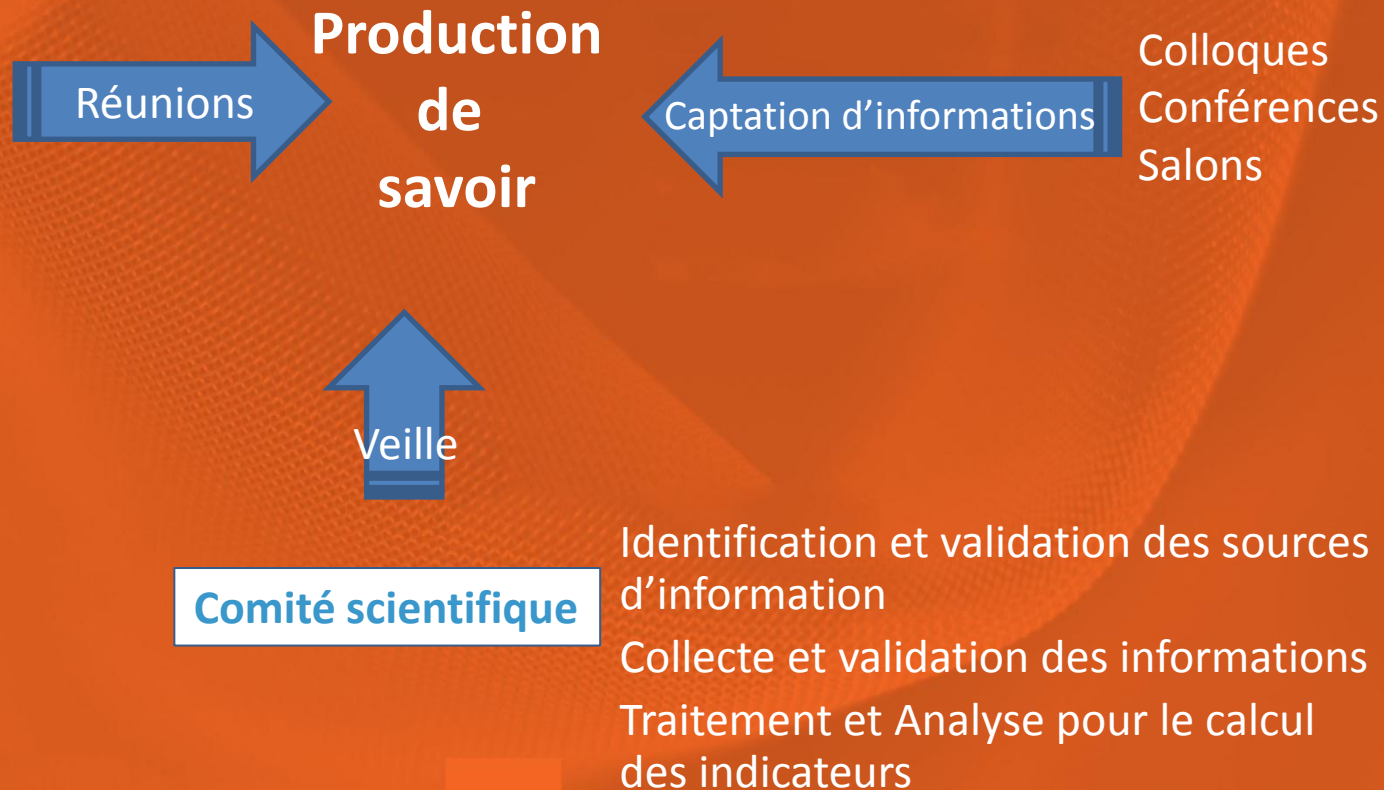 Production
de
savoir
Réunions
Captation d’informations
Colloques
Conférences
Salons
Veille
Comité scientifique
Identification et validation des sources
d’information
Collecte et validation des informations
Traitement et Analyse pour le calcul
des indicateurs